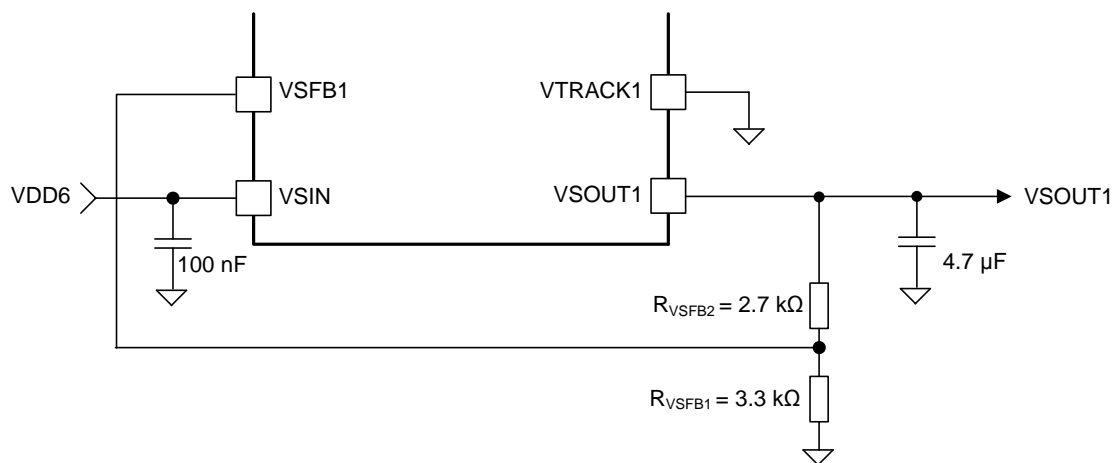 VSFB1
VTRACK1
VDD6
VSIN
VSOUT1
VSOUT1
100 nF
4.7 µF
RVSFB2 = 2.7 kΩ
RVSFB1 = 3.3 kΩ